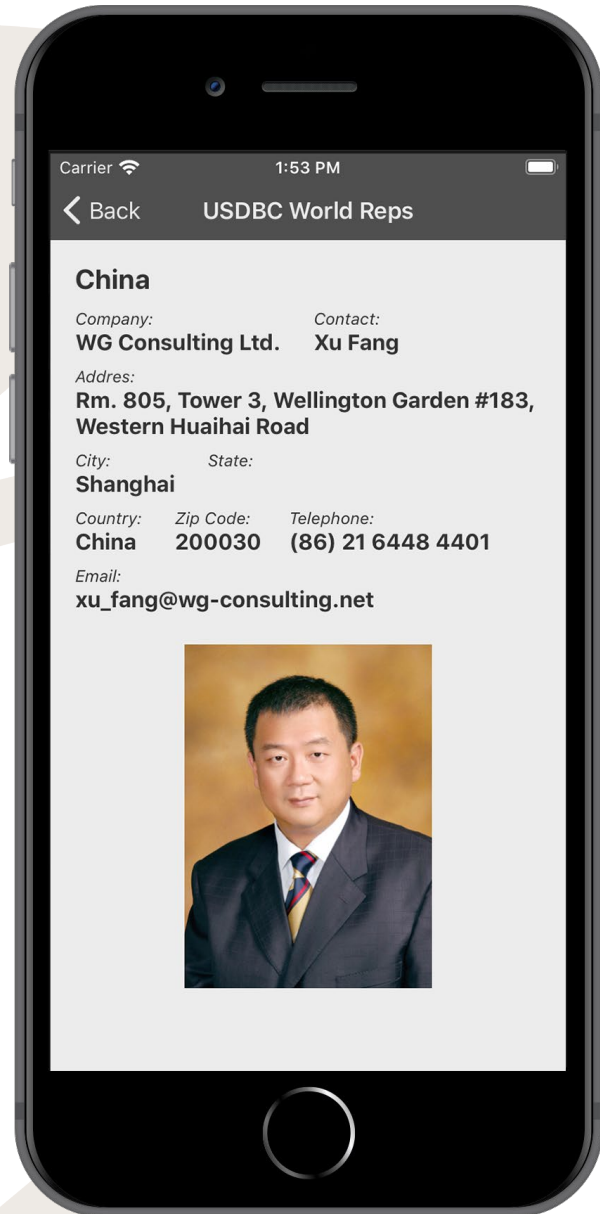 Carrier 1:53 PM
Back USDBC World Reps
China
Company: Contact:
WG Consulting Ltd. Xu Fang
Addres:
Rm. 805, Tower 3, Wellington Garden #183,
Western Huaihai Road
City: State:
Shanghai
Country: Zip Code: Telephone:
China 200030 (86) 21 6448 4401
Email:
xu_fang@wg-consulting.net